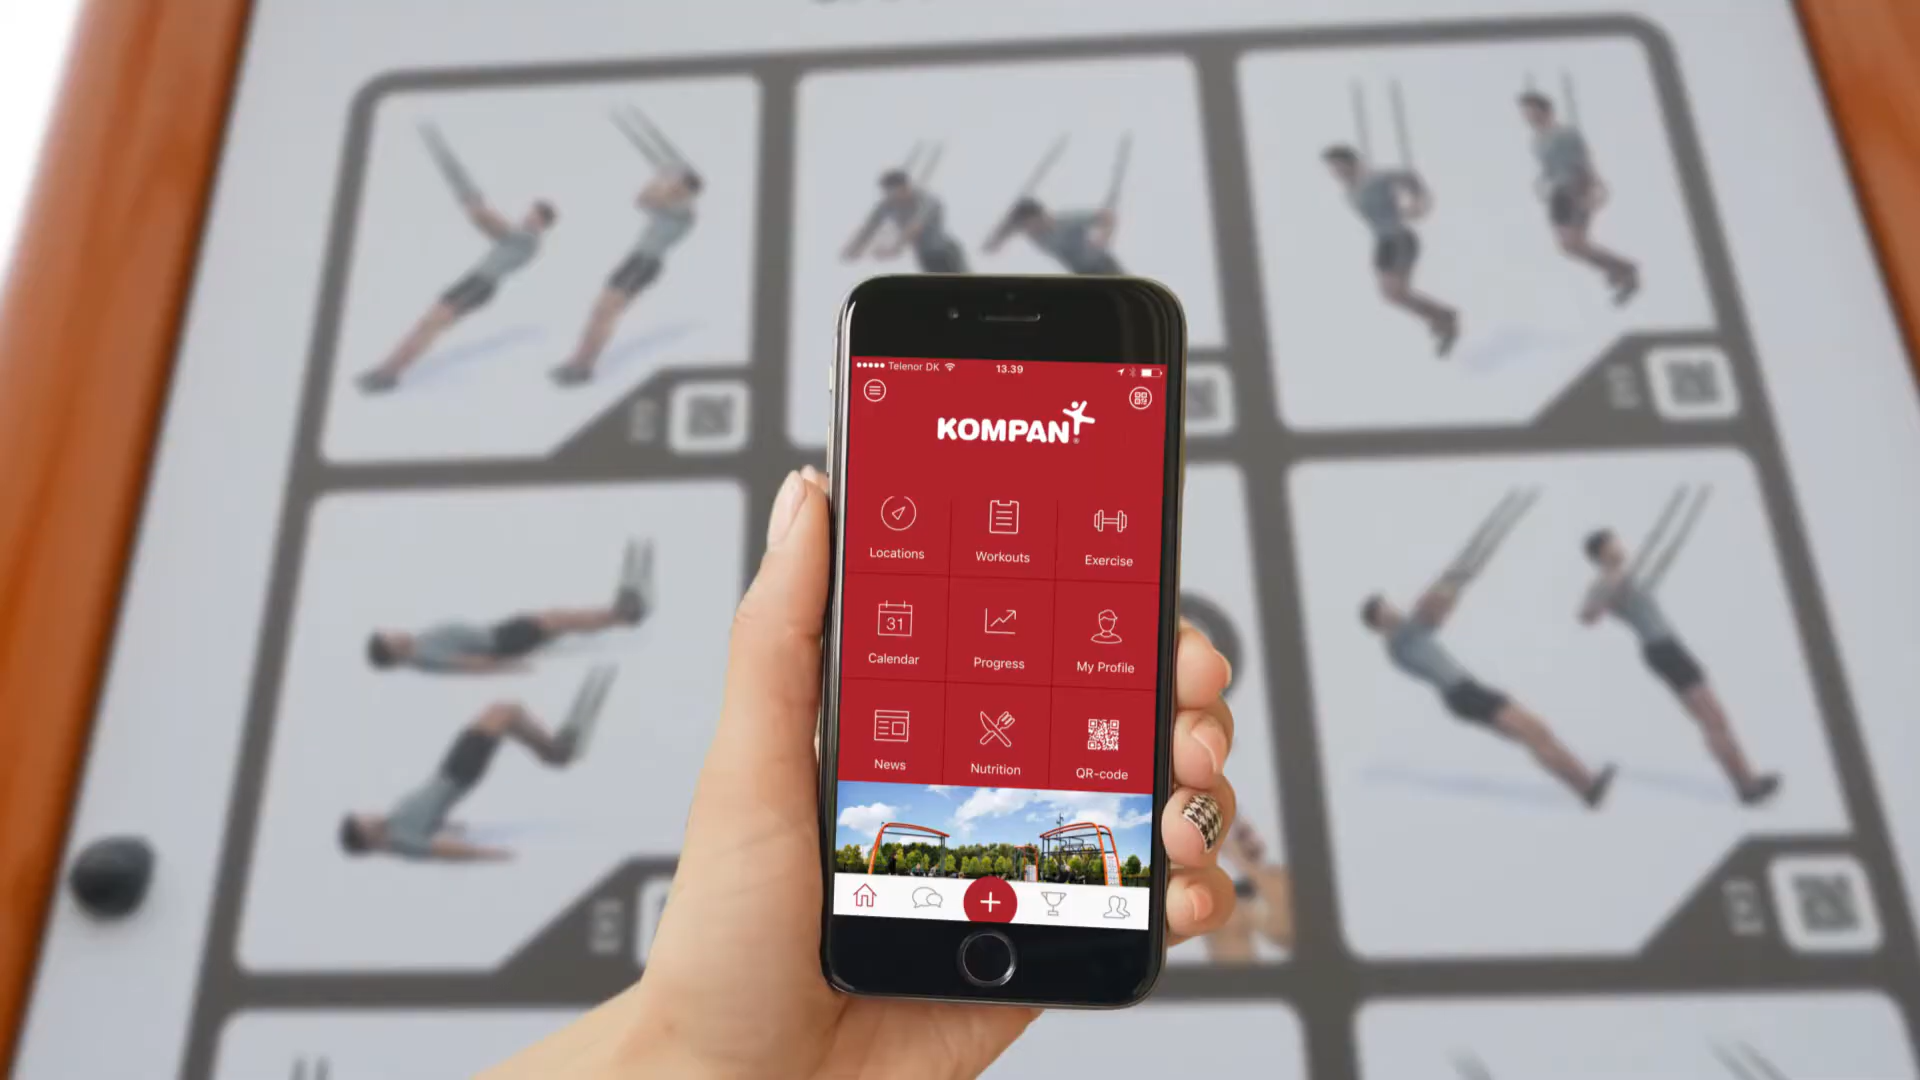 Telenor DK
13.39
KOMPAN®
Locations
Workouts
Exercise
31
Calendar
Progress
My Profile
News
Nutrition
QR-code